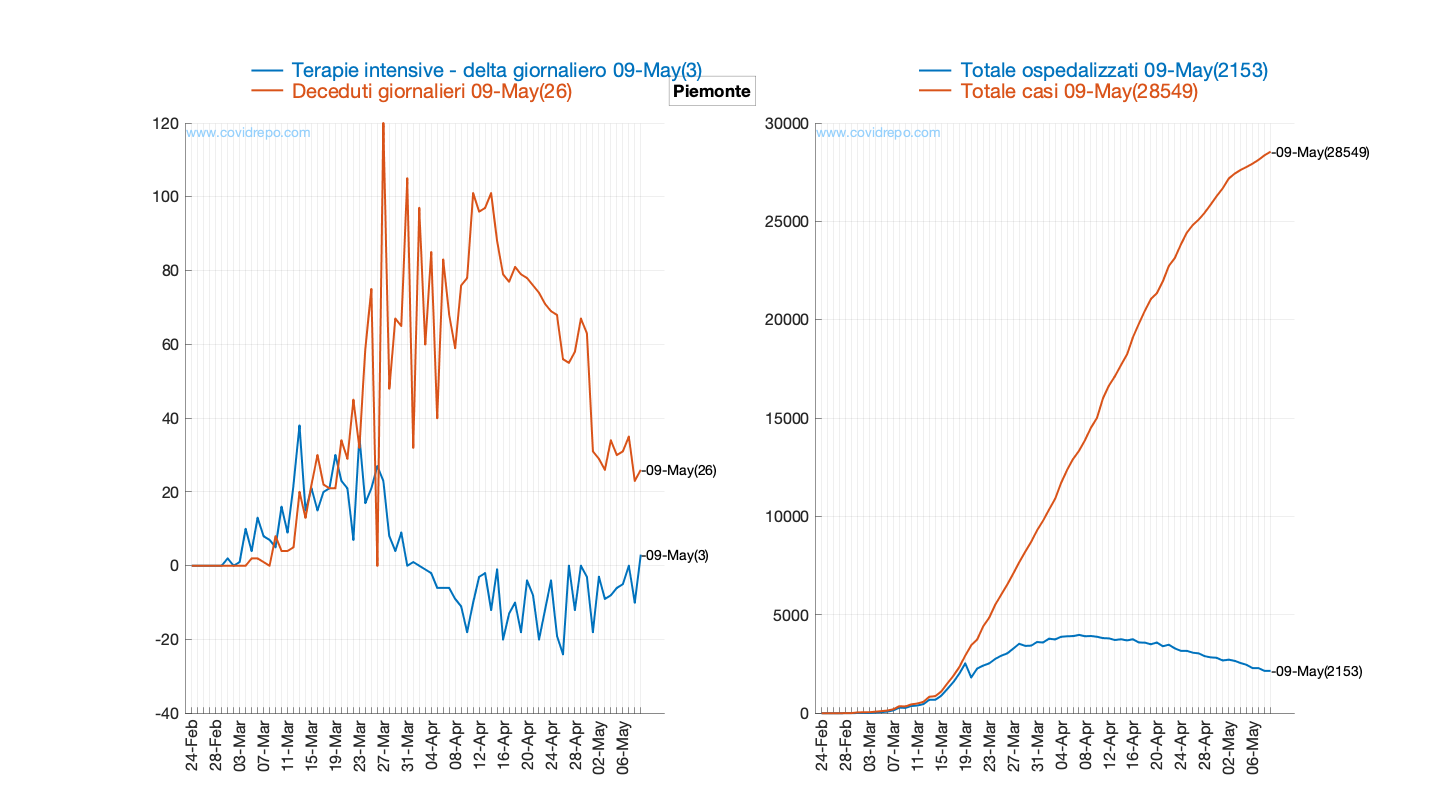 Terapie intensive - delta giornaliero 09-May(3)
Deceduti giornalieri 09-May(26)
Piemonte
Totale ospedalizzati 09-May(2153)
Totale casi 09-May(28549)
www.covidrepo.com
120
100
80
60
40
20
0
-20
-40
-09-May(26)
-09-May(3)
24-Feb
28-Feb
03-Mar
07-Mar
11-Mar
15-Mar
19-Mar
23-Mar
27-Mar
31-Mar
04-Apr
08-Apr
12-Apr
16-Apr
20-Apr
24-Apr
28-Apr
02-May
06-May
www.covidrepo.com
30000
25000
20000
15000
10000
5000
0
-09-May(28549)
-09-May(2153)
24-Feb
28-Feb
03-Mar
07-Mar
11-Mar
15-Mar
19-Mar
23-Mar
27-Mar
31-Mar
04-Apr
08-Apr
12-Apr
16-Apr
20-Apr
24-Apr
28-Apr
02-May
06-May